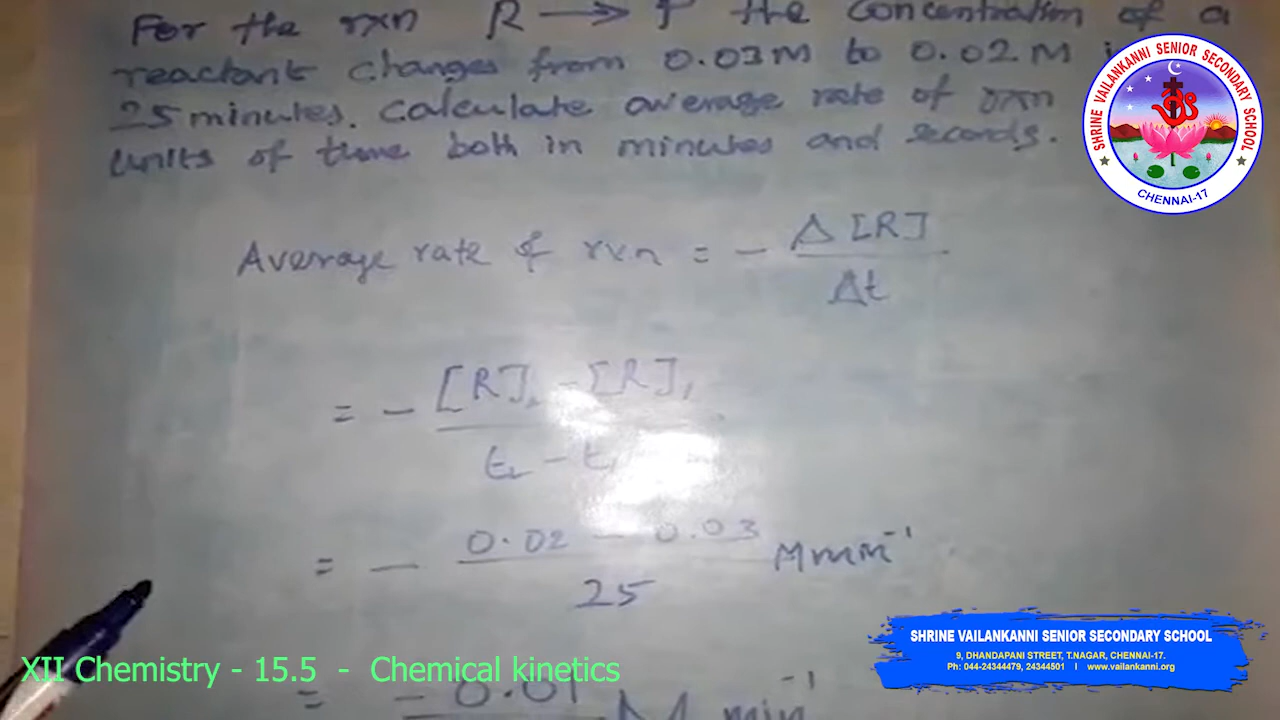 For the rxn R → P the concentration of a
reactant changes from 0.03M to 0.02M
25 minutes. Calculate average rate of rxn
units of time both in minutes and seconds.
Average rate of rxn = - Δ[R]
Δt
= - [R]₂ - [R]₁
t₂ - t₁
= - 0.02 - 0.03 M min⁻¹
25
= - 0.01 M min⁻¹
SHRINE VAILANKANNI SENIOR SECONDARY SCHOOL
CHENNAI-17
XII Chemistry - 15.5 - Chemical kinetics
SHRINE VAILANKANNI SENIOR SECONDARY SCHOOL
9, DHANDAPANI STREET, T.NAGAR, CHENNAI-17.
Ph: 044-24344479, 24344501 I www.vailankanni.org